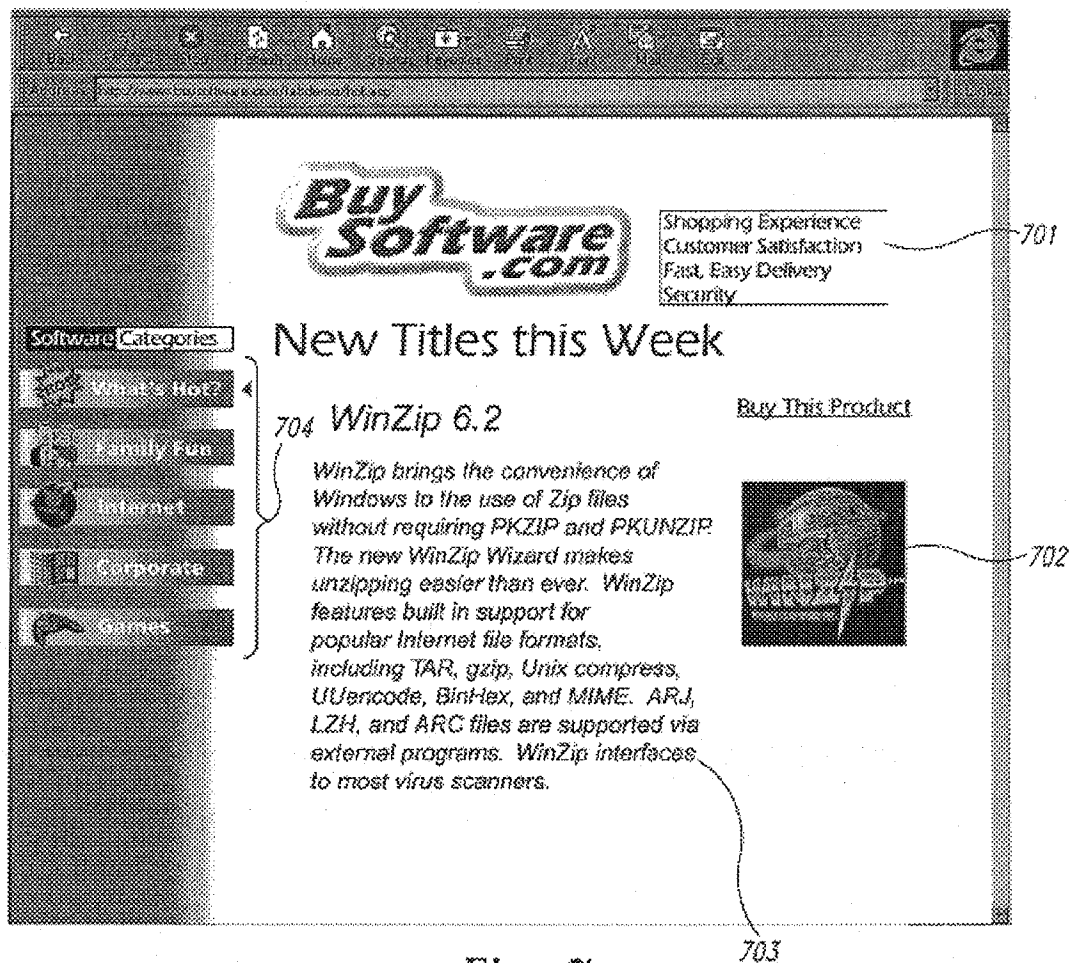 Buy
Software
.com
Shopping Experience
Customer Satisfaction
Fast, Easy Delivery
Security
701
Software Categories
New Titles this Week
What's Hot?
Family Fun
Internet
Corporate
Games
704
WinZip 6.2
Buy This Product
WinZip brings the convenience of
Windows to the use of Zip files
without requiring PKZIP and PKUNZIP.
The new WinZip Wizard makes
unzipping easier than ever. WinZip
features built in support for
popular Internet file formats,
including TAR, gzip, Unix compress,
UUencode, BinHex, and MIME. ARJ,
LZH, and ARC files are supported via
external programs. WinZip interfaces
to most virus scanners.
702
703